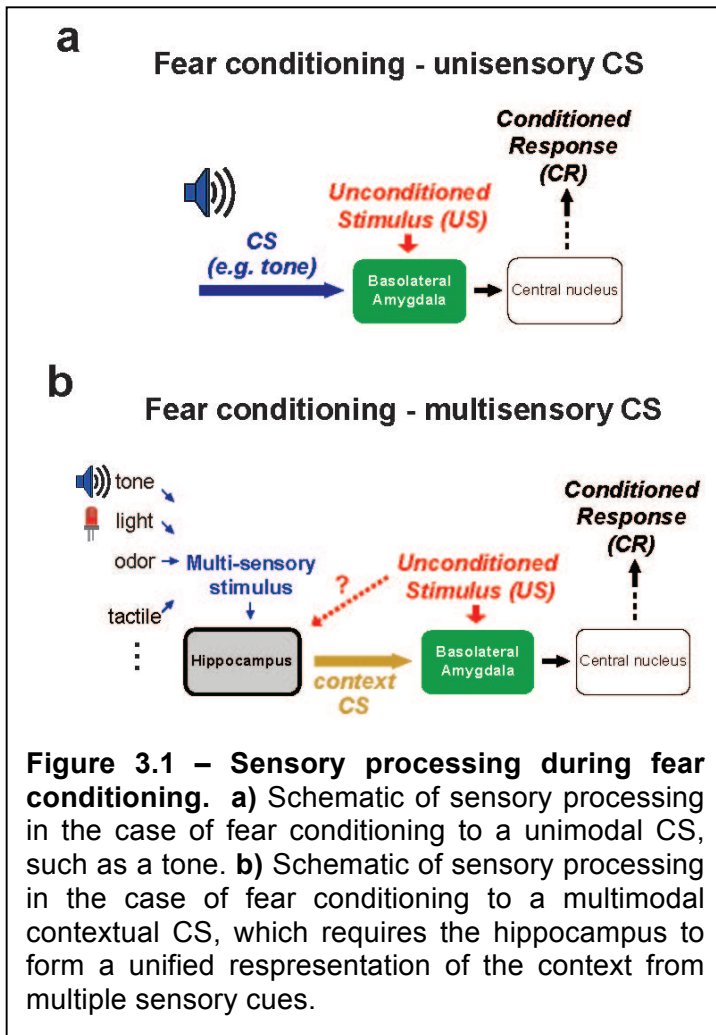 a
Fear conditioning - unisensory CS
Conditioned
Response
(CR)
Unconditioned
Stimulus (US)
CS
(e.g. tone)
Basolateral
Amygdala
Central nucleus
b
Fear conditioning - multisensory CS
tone
light
odor
tactile
⋮
Multi-sensory
stimulus
?
Unconditioned
Stimulus (US)
Conditioned
Response
(CR)
Hippocampus
context
CS
Basolateral
Amygdala
Central nucleus
Figure 3.1 – Sensory processing during fear
conditioning. a) Schematic of sensory processing
in the case of fear conditioning to a unimodal CS,
such as a tone. b) Schematic of sensory processing
in the case of fear conditioning to a multimodal
contextual CS, which requires the hippocampus to
form a unified respresentation of the context from
multiple sensory cues.